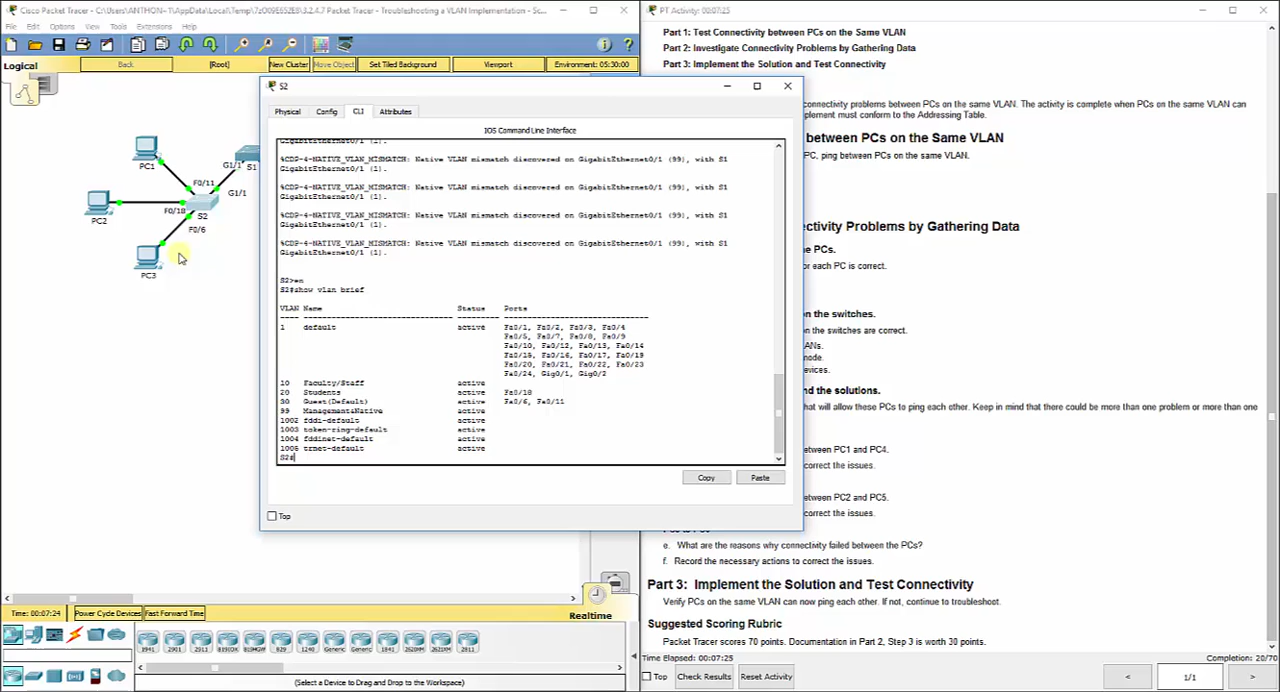 Cisco Packet Tracer - C:\Users\ANTHON~1\AppData\Local\Temp\7zO09E552E8\3.2.4.7 Packet Tracer - Troubleshooting a VLAN Implementation - Sc...
File Edit Options View Tools Extensions Help
Logical
Back
[Root]
New Cluster
Move Object
Set Tiled Background
Viewport
Environment: 05:30:00
PC1
G1/1
S1
F0/11
G1/1
PC2
F0/18
S2
F0/6
PC3
S2
Physical
Config
CLI
Attributes
IOS Command Line Interface
GigabitEthernet0/1 (1).
%CDP-4-NATIVE_VLAN_MISMATCH: Native VLAN mismatch discovered on GigabitEthernet0/1 (99), with S1
GigabitEthernet0/1 (1).
%CDP-4-NATIVE_VLAN_MISMATCH: Native VLAN mismatch discovered on GigabitEthernet0/1 (99), with S1
GigabitEthernet0/1 (1).
%CDP-4-NATIVE_VLAN_MISMATCH: Native VLAN mismatch discovered on GigabitEthernet0/1 (99), with S1
GigabitEthernet0/1 (1).
%CDP-4-NATIVE_VLAN_MISMATCH: Native VLAN mismatch discovered on GigabitEthernet0/1 (99), with S1
GigabitEthernet0/1 (1).
S2>en
S2#show vlan brief
VLAN Name Status Ports
1 default active Fa0/1, Fa0/2, Fa0/3, Fa0/4
Fa0/5, Fa0/7, Fa0/8, Fa0/9
Fa0/10, Fa0/12, Fa0/13, Fa0/14
Fa0/15, Fa0/16, Fa0/17, Fa0/19
Fa0/20, Fa0/21, Fa0/22, Fa0/23
Fa0/24, Gig0/1, Gig0/2
10 Faculty/Staff active
20 Students active Fa0/18
30 Guest(Default) active Fa0/6, Fa0/11
99 Management&Native active
1002 fddi-default active
1003 token-ring-default active
1004 fddinet-default active
1005 trnet-default active
S2#
Copy
Paste
Top
Time: 00:07:24
Power Cycle Devices
Fast Forward Time
Realtime
1941
2901
2911
819IOX
819HGW
829
1240
Generic
Generic
1841
2620XM
2621XM
2811
(Select a Device to Drag and Drop to the Workspace)
PT Activity: 00:07:25
Part 1: Test Connectivity between PCs on the Same VLAN
Part 2: Investigate Connectivity Problems by Gathering Data
Part 3: Implement the Solution and Test Connectivity
connectivity problems between PCs on the same VLAN. The activity is complete when PCs on the same VLAN can
plement must conform to the Addressing Table.
between PCs on the Same VLAN
PC, ping between PCs on the same VLAN.
ctivity Problems by Gathering Data
e PCs.
or each PC is correct.
on the switches.
on the switches are correct.
ANs.
node.
evices.
nd the solutions.
hat will allow these PCs to ping each other. Keep in mind that there could be more than one problem or more than one
etween PC1 and PC4.
correct the issues.
etween PC2 and PC5.
correct the issues.
e. What are the reasons why connectivity failed between the PCs?
f. Record the necessary actions to correct the issues.
Part 3: Implement the Solution and Test Connectivity
Verify PCs on the same VLAN can now ping each other. If not, continue to troubleshoot.
Suggested Scoring Rubric
Packet Tracer scores 70 points. Documentation in Part 2, Step 3 is worth 30 points.
Time Elapsed: 00:07:25
Completion: 20/70
Top
Check Results
Reset Activity
<
1/1
>